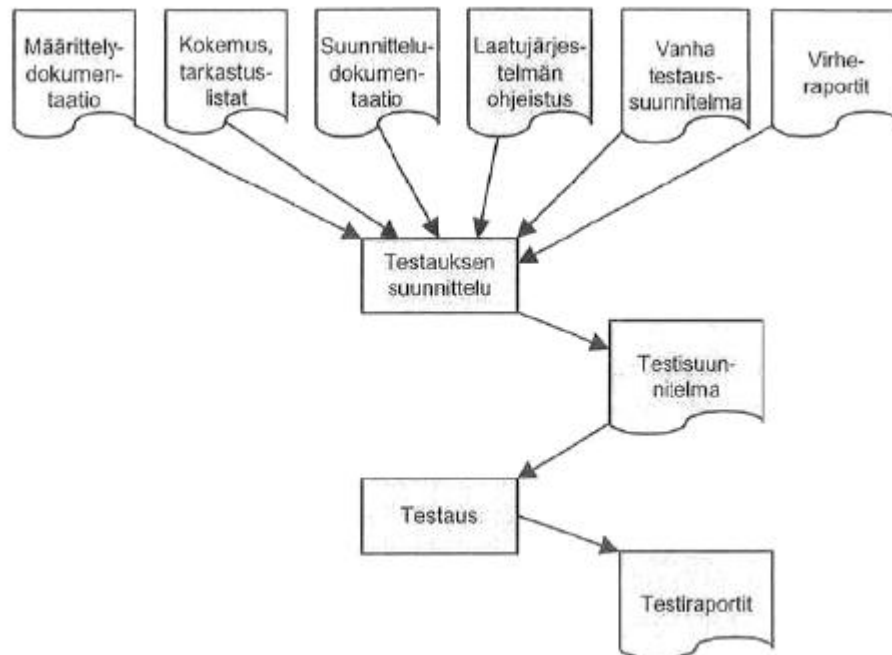 Määrittely-
dokumen-
taatio
Kokemus,
tarkastus-
listat
Suunnittelu-
dokumen-
taatio
Laatujärjes-
telmän
ohjeistus
Vanha
testaus-
suunnitelma
Virhe-
raportit
Testauksen
suunnittelu
Testisuun-
nitelma
Testaus
Testiraportit